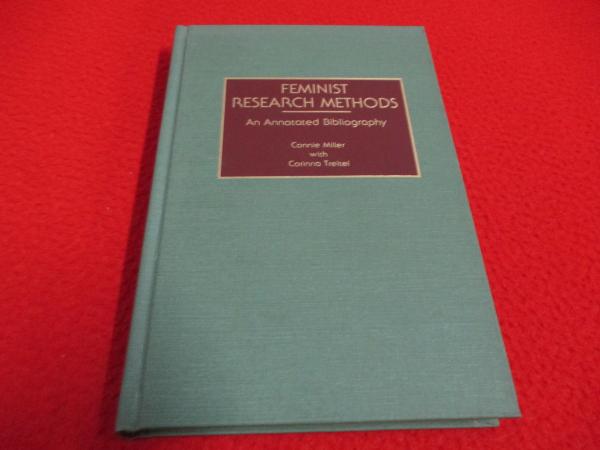 FEMINIST
RESEARCH METHODS
An Annotated Bibliography
Connie Miller
with
Corinna Treitel